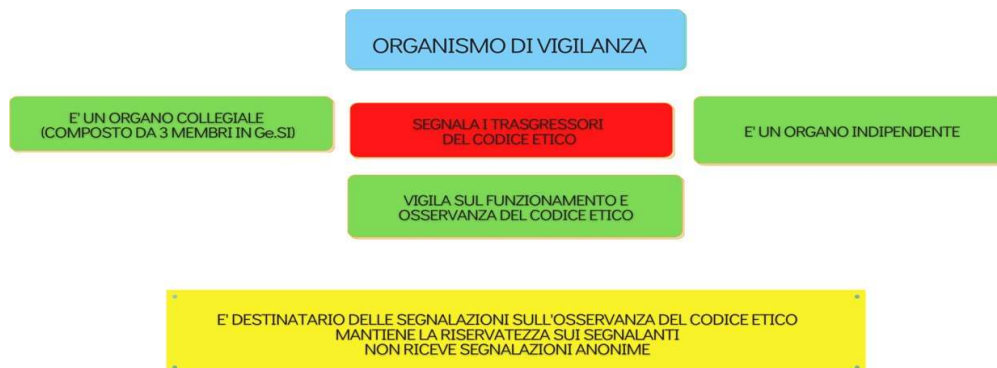 ORGANISMO DI VIGILANZA
E' UN ORGANO COLLEGIALE
(COMPOSTO DA 3 MEMBRI IN Ge.SI)
SEGNALA I TRASGRESSORI
DEL CODICE ETICO
E' UN ORGANO INDIPENDENTE
VIGILA SUL FUNZIONAMENTO E
OSSERVANZA DEL CODICE ETICO
E' DESTINATARIO DELLE SEGNALAZIONI SULL'OSSERVANZA DEL CODICE ETICO
MANTIENE LA RISERVATEZZA SUI SEGNALANTI
NON RICEVE SEGNALAZIONI ANONIME